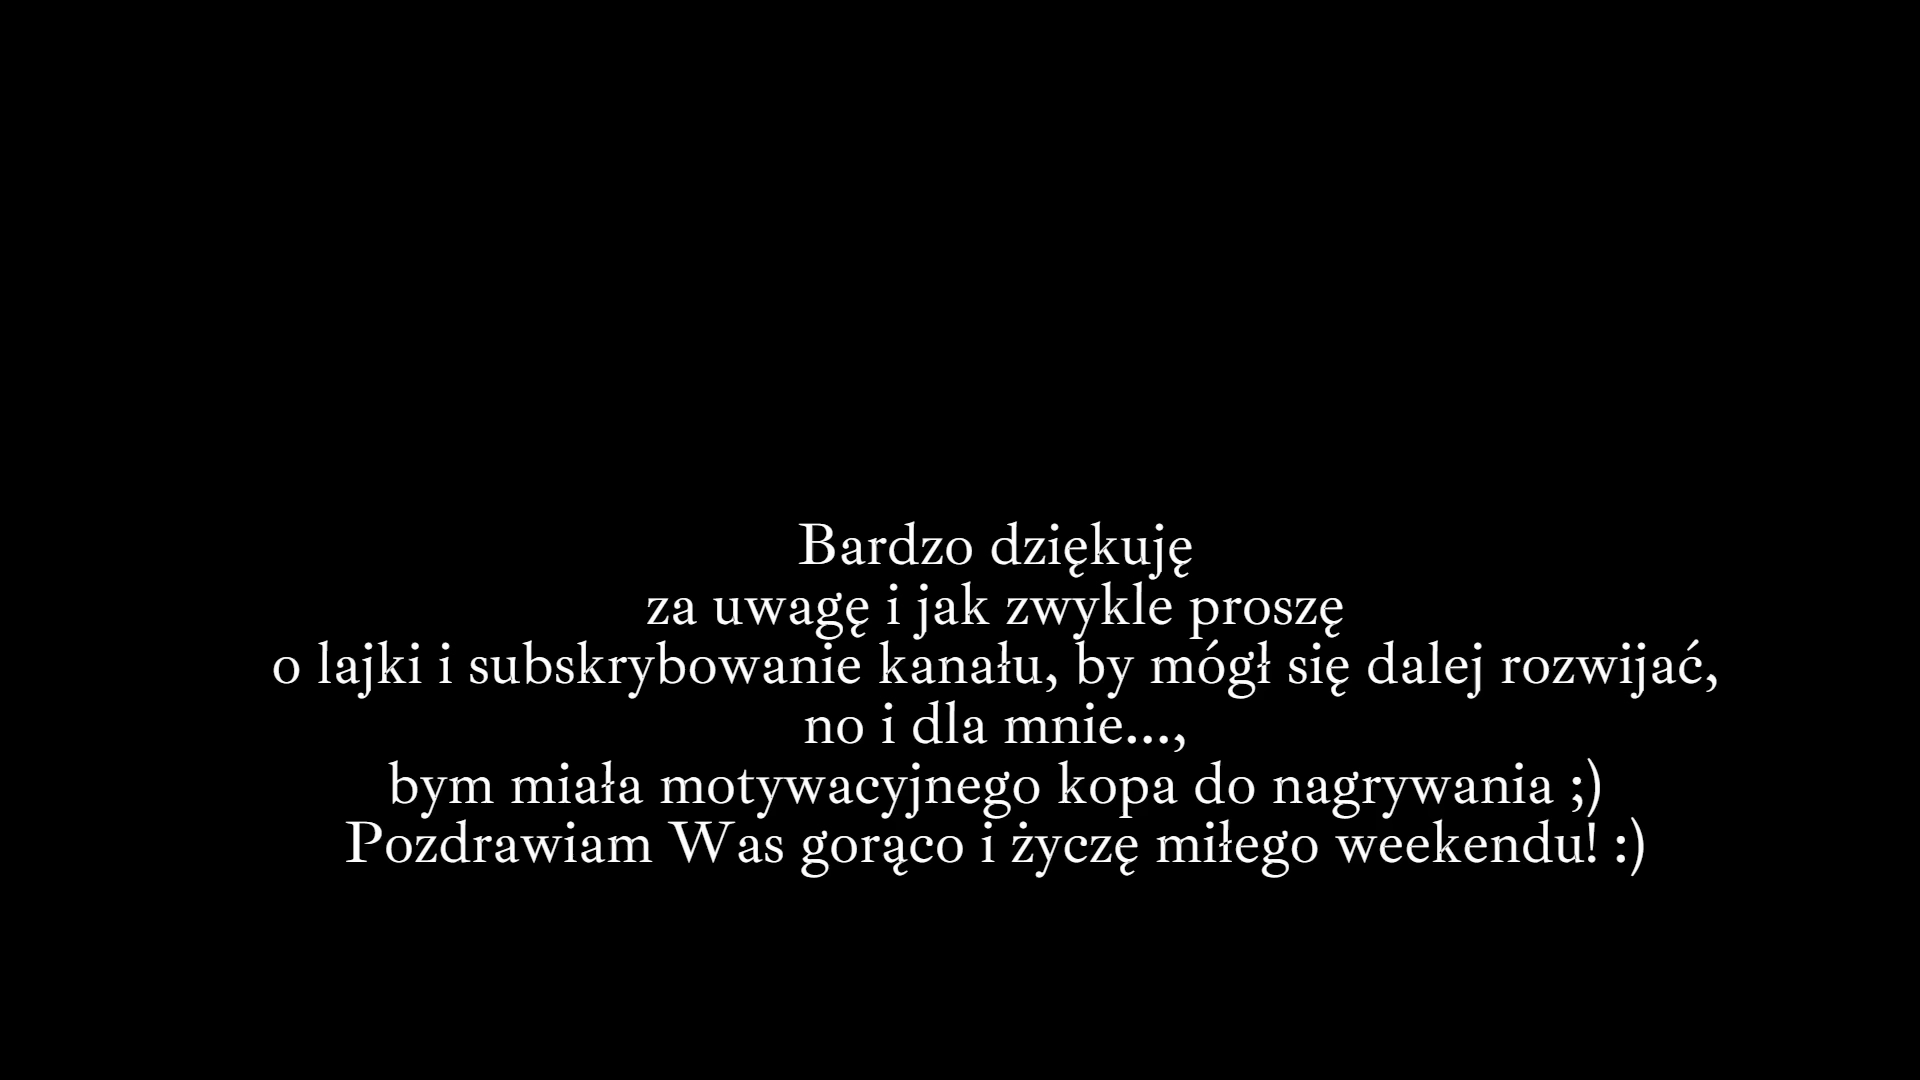 Bardzo dziękuję
za uwagę i jak zwykle proszę
o lajki i subskrybowanie kanału, by mógł się dalej rozwijać,
no i dla mnie...,
bym miała motywacyjnego kopa do nagrywania ;)
Pozdrawiam Was gorąco i życzę miłego weekendu! :)